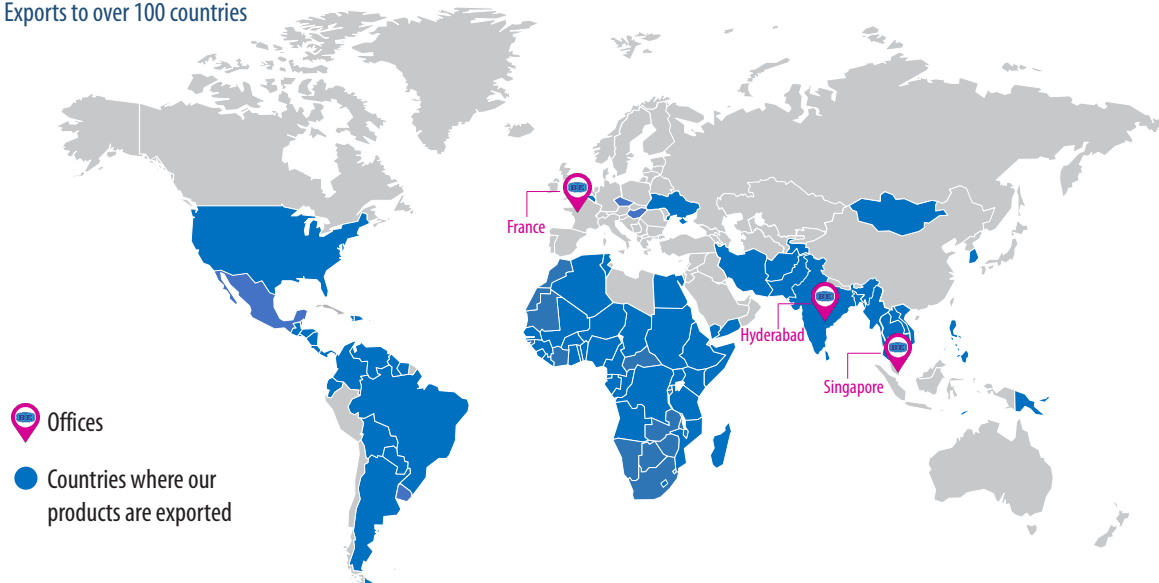 Exports to over 100 countries
France
Hyderabad
Singapore
Offices
Countries where our
products are exported